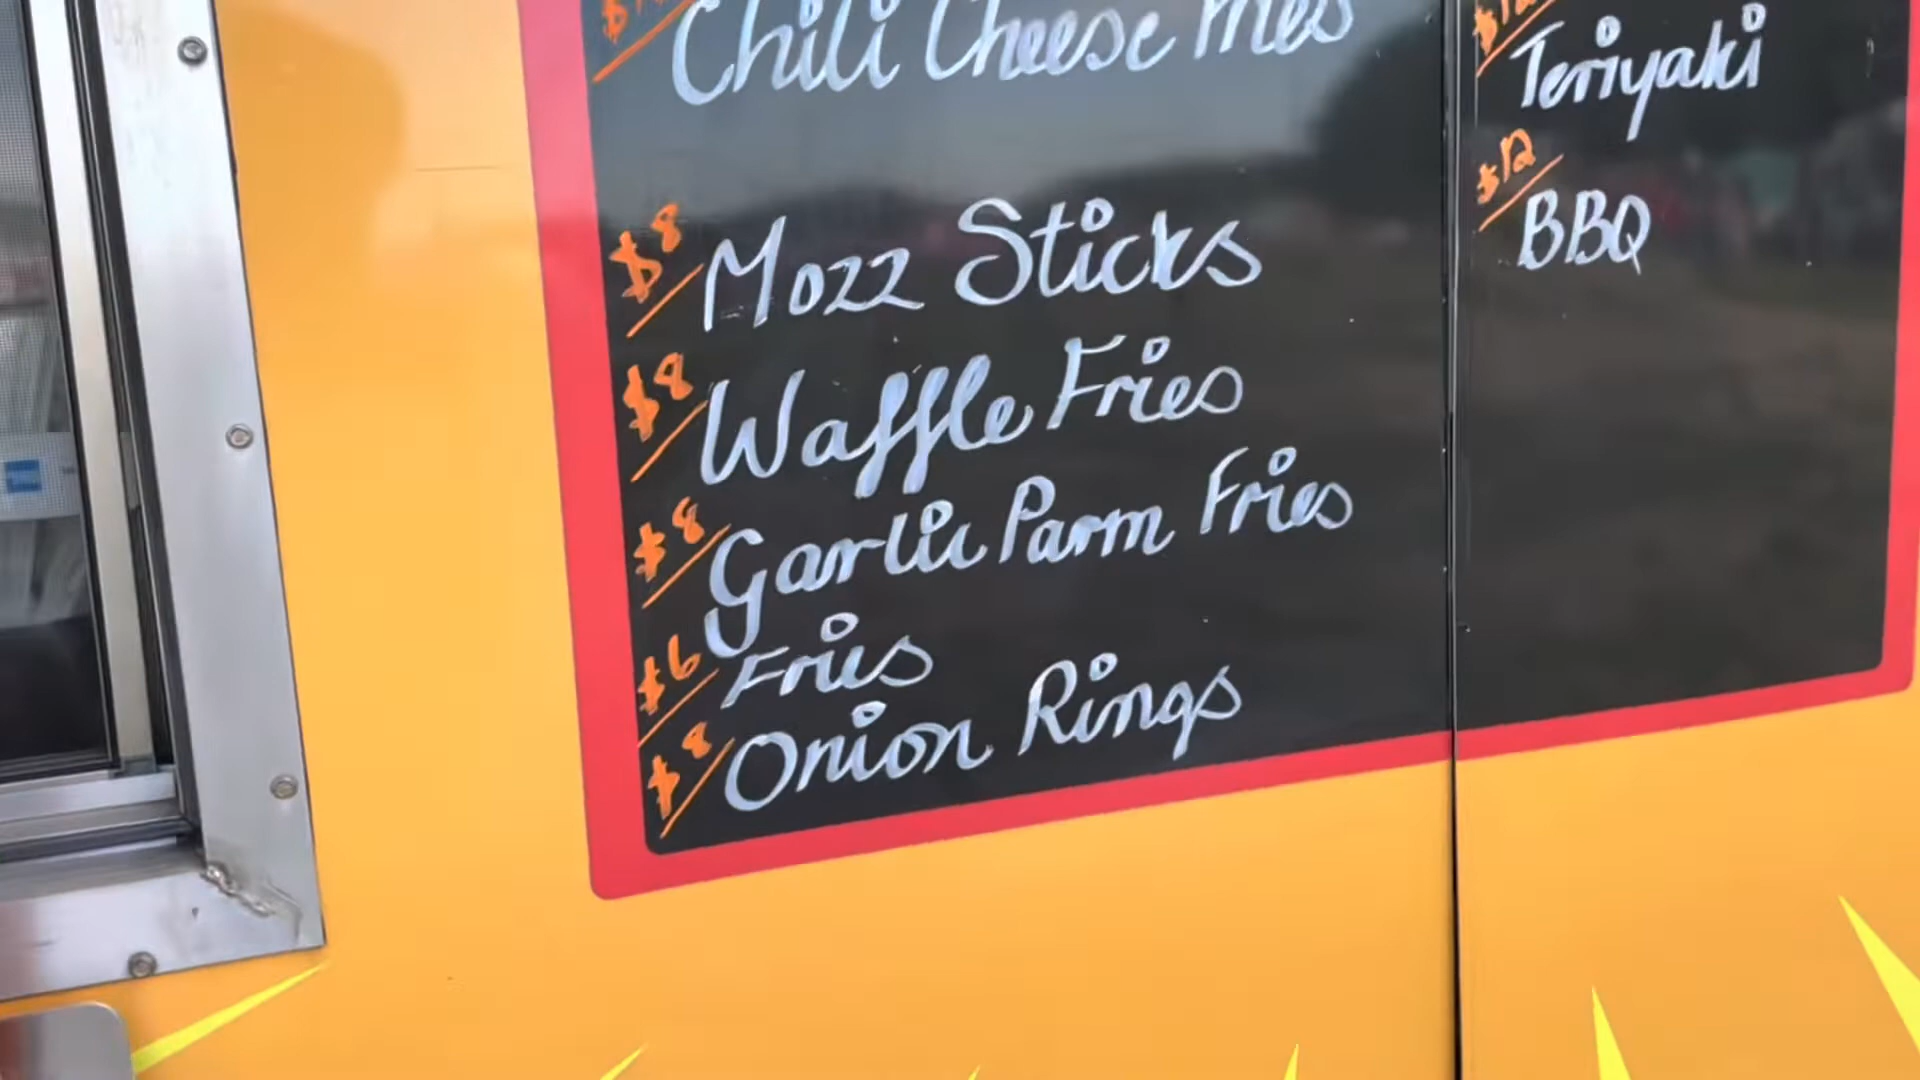 Chili Cheese Fries
$8 Mozz Sticks
$8 Waffle Fries
$8 Garlic Parm Fries
$6 Fries
$8 Onion Rings
$12 Teriyaki
$12 BBQ